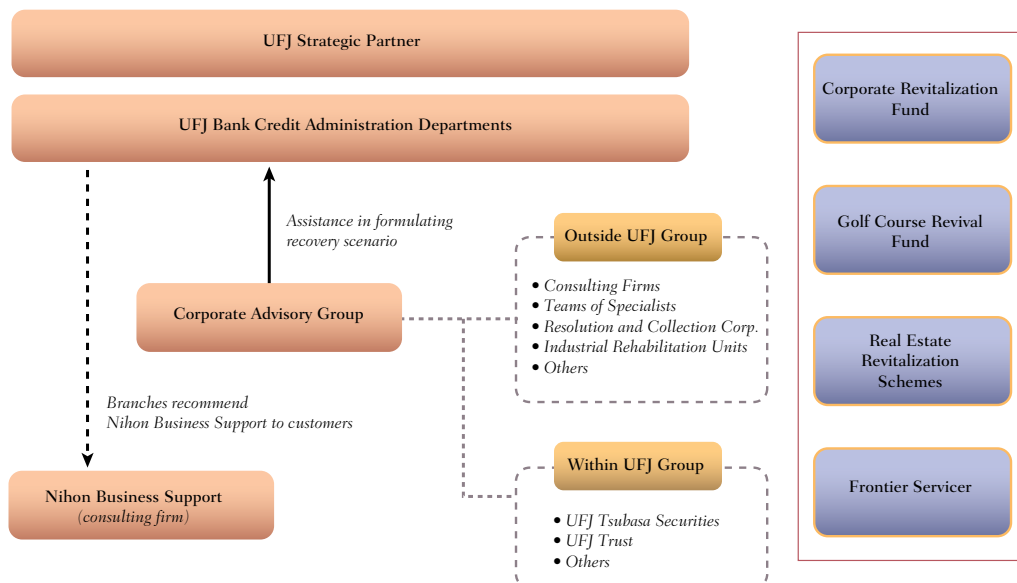 UFJ Strategic Partner
UFJ Bank Credit Administration Departments
Assistance in formulating
recovery scenario
Corporate Advisory Group
Branches recommend
Nihon Business Support to customers
Nihon Business Support
(consulting firm)
Outside UFJ Group
• Consulting Firms
• Teams of Specialists
• Resolution and Collection Corp.
• Industrial Rehabilitation Units
• Others
Within UFJ Group
• UFJ Tsubasa Securities
• UFJ Trust
• Others
Corporate Revitalization
Fund
Golf Course Revival
Fund
Real Estate
Revitalization
Schemes
Frontier Servicer